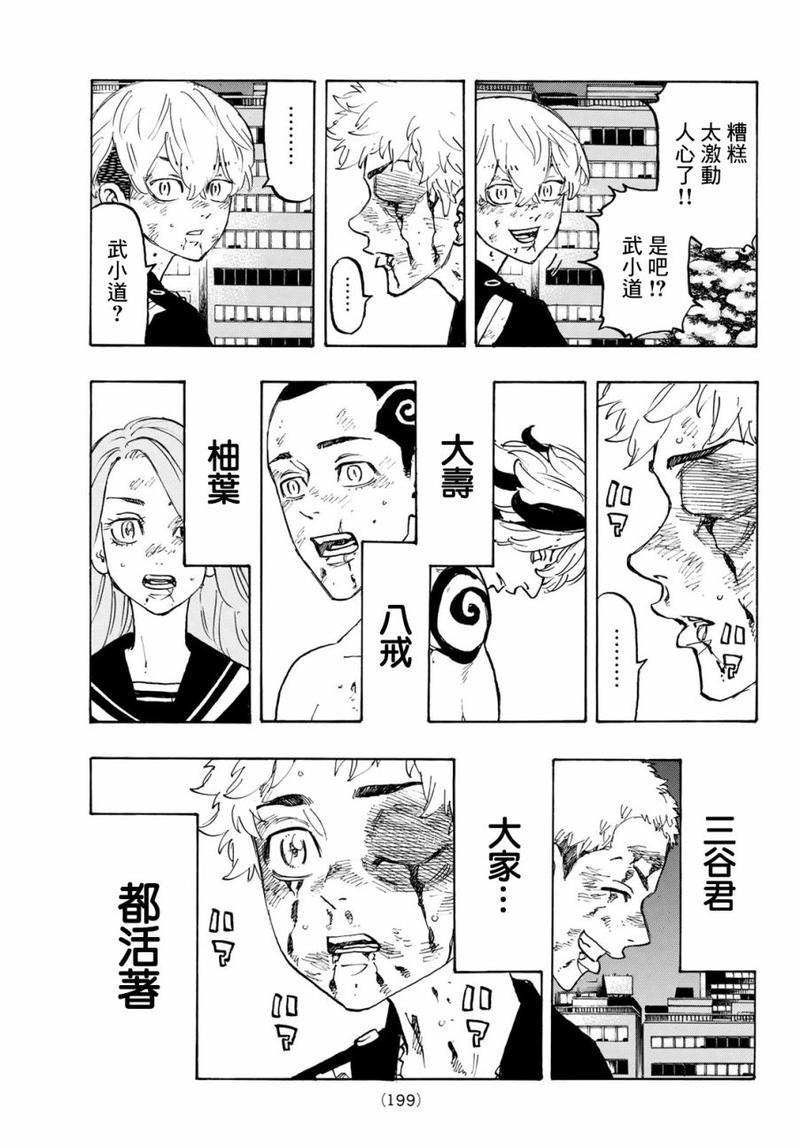 糟糕
太激動
人心了!!
是吧!?
武小道
………
………
武小道?
………
ハァ
ハァ
大壽
八戒
柚葉
三谷君
大家…
ハァ
ハァ
ハァ
ハァ
都活著
(199)